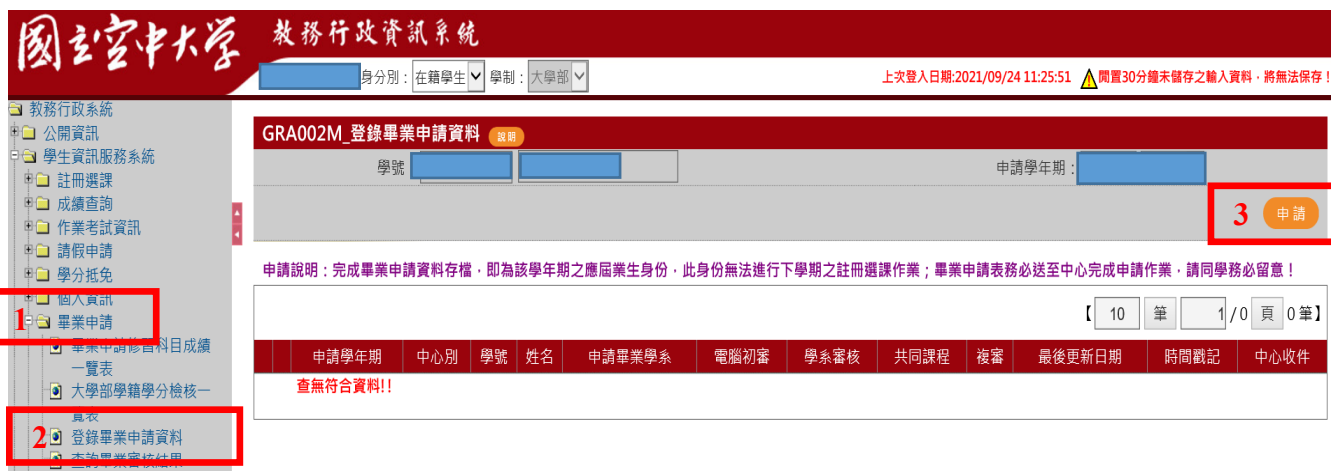 國立空中大學
教務行政資訊系統
身分別：在籍學生 學制：大學部
上次登入日期:2021/09/24 11:25:51 閒置30分鐘未儲存之輸入資料，將無法保存！
教務行政系統
公開資訊
學生資訊服務系統
註冊選課
成績查詢
作業考試資訊
請假申請
學分抵免
個人資訊
1 畢業申請
畢業申請修習科目成績
一覽表
大學部學籍學分檢核一
覽表
2 登錄畢業申請資料
查詢畢業審核結果
GRA002M_登錄畢業申請資料 說明
學號
申請學年期：
3 申請
申請說明：完成畢業申請資料存檔，即為該學年期之應屆業生身份，此身份無法進行下學期之註冊選課作業；畢業申請表務必送至中心完成申請作業，請同學務必留意！
【 10 筆 1 / 0 頁 0 筆】
申請學年期 中心別 學號 姓名 申請畢業學系 電腦初審 學系審核 共同課程 複審 最後更新日期 時間戳記 中心收件
查無符合資料!!